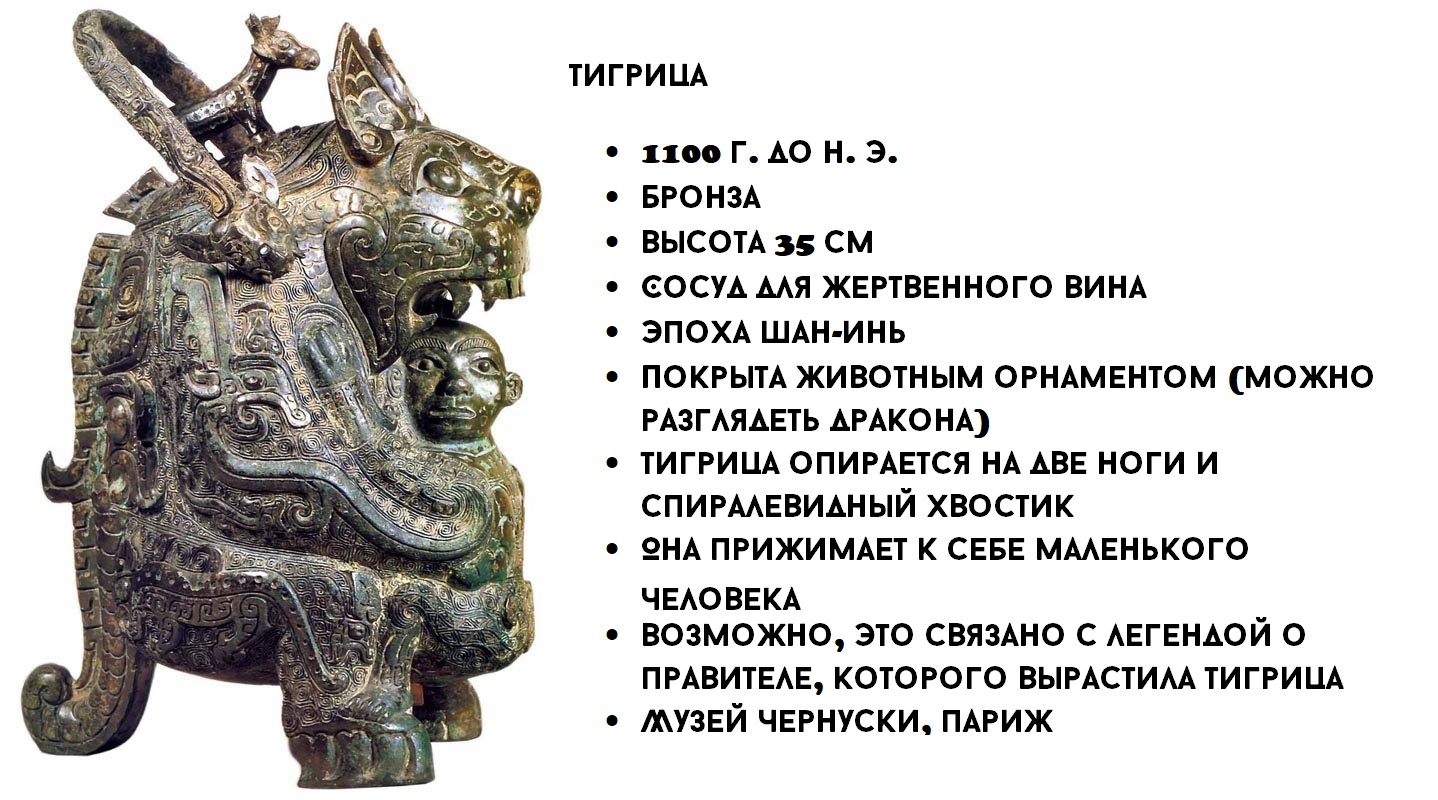 ТИГРИЦА
• 1100 Г. ДО Н. Э.
• БРОНЗА
• ВЫСОТА 35 СМ
• СОСУД ДЛЯ ЖЕРТВЕННОГО ВИНА
• ЭПОХА ШАН-ИНЬ
• ПОКРЫТА ЖИВОТНЫМ ОРНАМЕНТОМ (МОЖНО
РАЗГЛЯДЕТЬ ДРАКОНА)
• ТИГРИЦА ОПИРАЕТСЯ НА ДВЕ НОГИ И
СПИРАЛЕВИДНЫЙ ХВОСТИК
• ОНА ПРИЖИМАЕТ К СЕБЕ МАЛЕНЬКОГО
ЧЕЛОВЕКА
• ВОЗМОЖНО, ЭТО СВЯЗАНО С ЛЕГЕНДОЙ О
ПРАВИТЕЛЕ, КОТОРОГО ВЫРАСТИЛА ТИГРИЦА
• МУЗЕЙ ЧЕРНУСКИ, ПАРИЖ